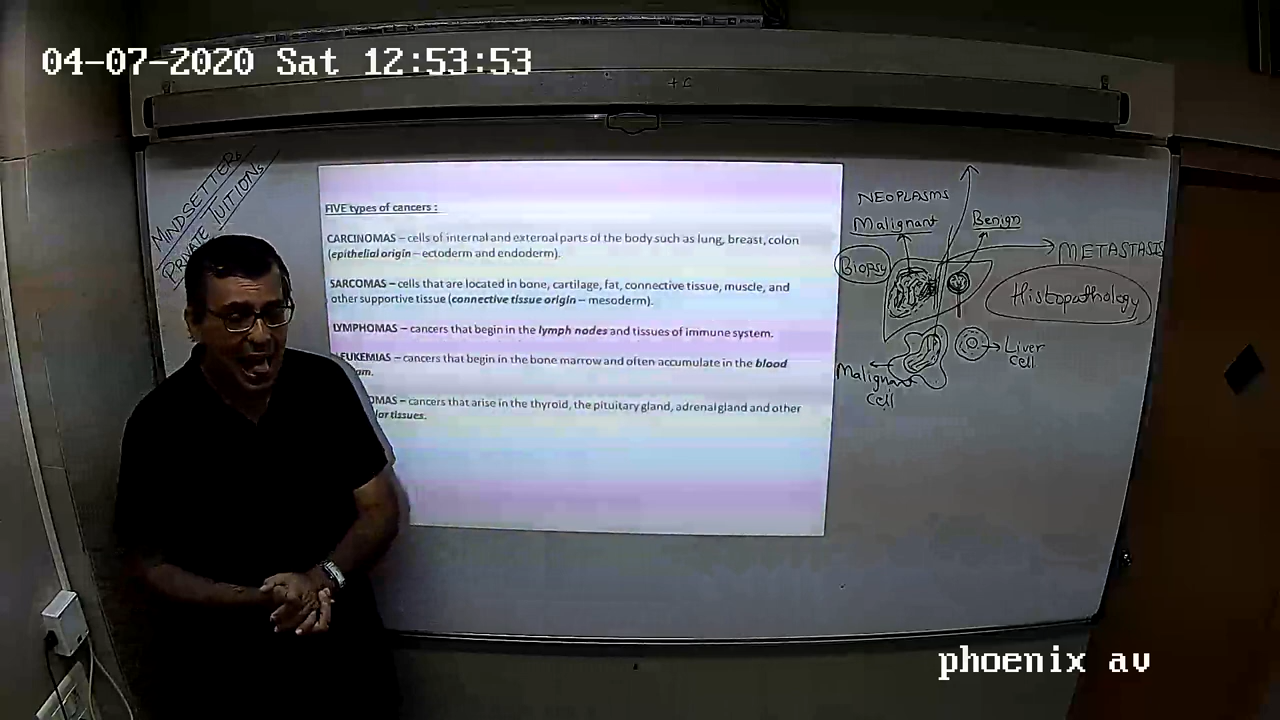 04-07-2020 Sat 12:53:53
+c
MINDSETTERS
PRIVATE TUITIONS
FIVE types of cancers :
CARCINOMAS – cells of internal and external parts of the body such as lung, breast, colon
(epithelial origin – ectoderm and endoderm).
SARCOMAS – cells that are located in bone, cartilage, fat, connective tissue, muscle, and
other supportive tissue (connective tissue origin – mesoderm).
LYMPHOMAS – cancers that begin in the lymph nodes and tissues of immune system.
LEUKEMIAS – cancers that begin in the bone marrow and often accumulate in the blood
am.
OMAS – cancers that arise in the thyroid, the pituitary gland, adrenal gland and other
lar tissues.
NEOPLASMS
Malignant
Benign
METASTASIS
Biopsy
Histopathology
Liver
cell
Malignant
cell
phoenix av